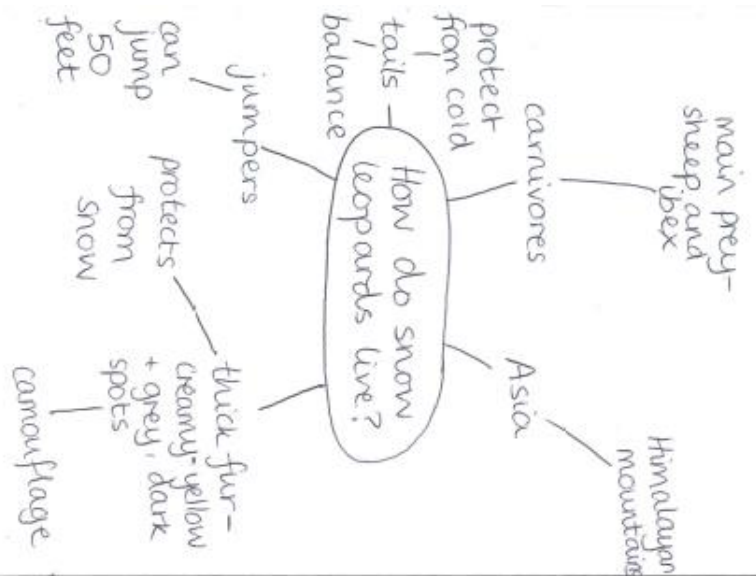 How do snow
leopards live?
carnivores
main prey-
sheep and
ibex
Asia
Himalayan
mountains
thick fur-
creamy-yellow
+ grey, dark
spots
camouflage
protects
from
snow
jumpers
can
jump
50
feet
tails
balance
protect
from cold